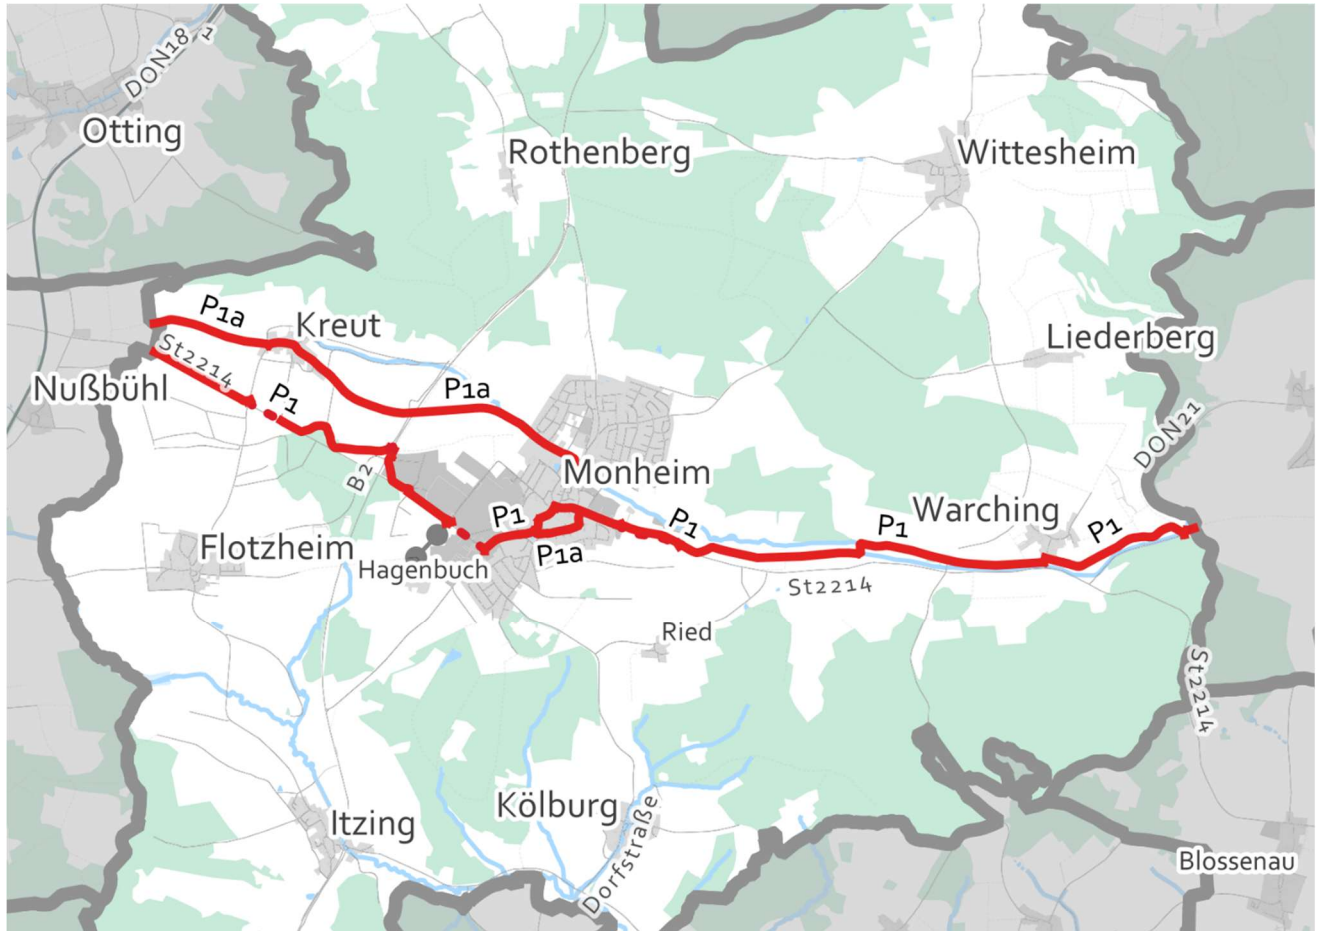 DON18
1
Otting
Rothenberg
Wittesheim
P1a
Kreut
St2214
Liederberg
Nußbühl
P1
P1a
DON21
B2
Monheim
P1
P1
P1
Warching
P1
Flotzheim
P1a
Hagenbuch
St2214
Ried
St2214
Kölburg
Itzing
Dorfstraße
Blossenau